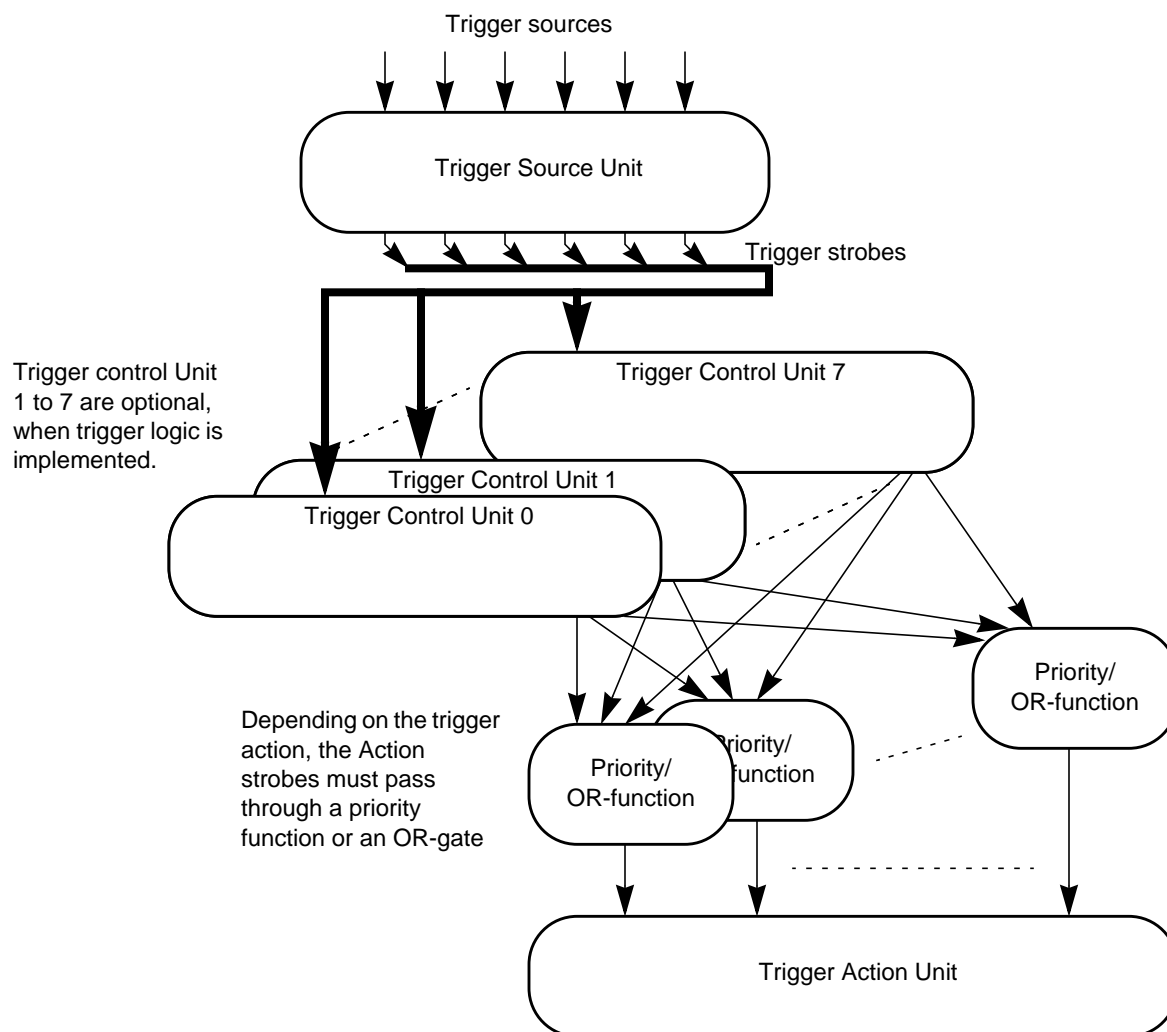 Trigger sources
Trigger Source Unit
Trigger strobes
Trigger control Unit
1 to 7 are optional,
when trigger logic is
implemented.
Trigger Control Unit 7
Trigger Control Unit 1
Trigger Control Unit 0
Priority/
OR-function
Depending on the trigger
action, the Action
strobes must pass
through a priority
function or an OR-gate
Priority/
OR-function
riority/
function
Trigger Action Unit